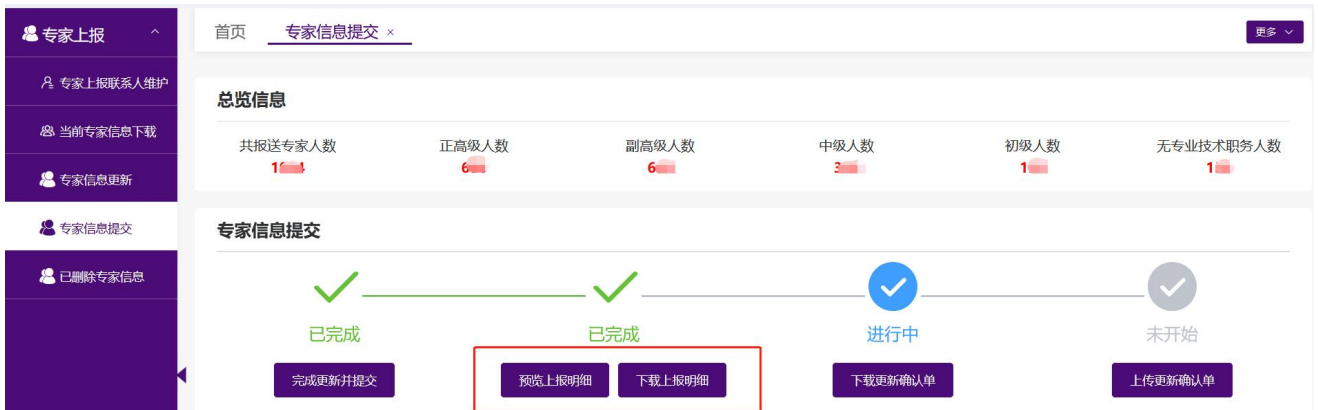 专家上报
首页 专家信息提交 ×
更多
专家上报联系人维护
当前专家信息下载
专家信息更新
专家信息提交
已删除专家信息
总览信息
共报送专家人数 正高级人数 副高级人数 中级人数 初级人数 无专业技术职务人数
专家信息提交
已完成 已完成 进行中 未开始
完成更新并提交 预览上报明细 下载上报明细 下载更新确认单 上传更新确认单